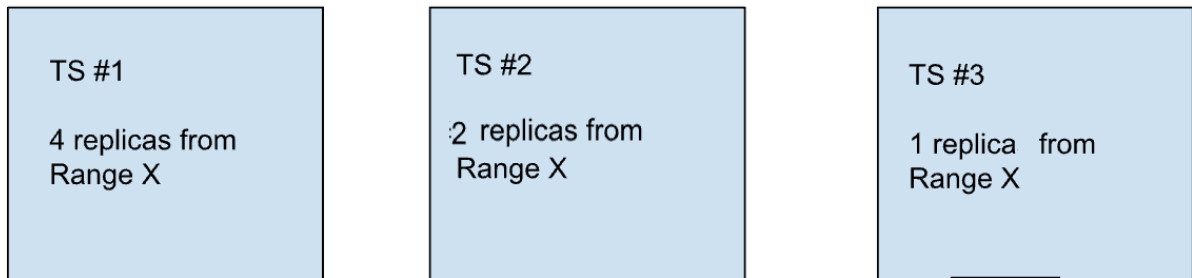 TS #1
4 replicas from
Range X
TS #2
2 replicas from
Range X
TS #3
1 replica from
Range X